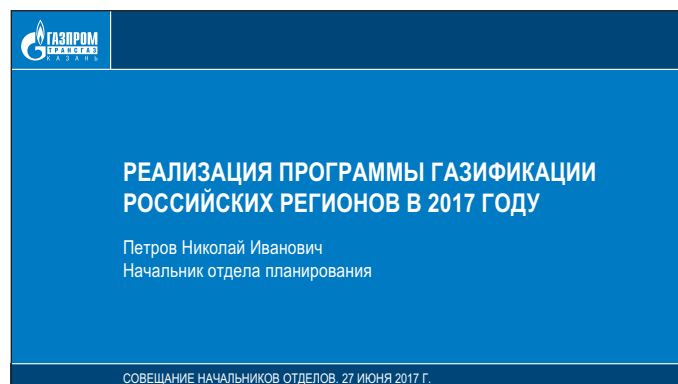 ГАЗПРОМ
ТРАНСГАЗ
КАЗАНЬ
РЕАЛИЗАЦИЯ ПРОГРАММЫ ГАЗИФИКАЦИИ
РОССИЙСКИХ РЕГИОНОВ В 2017 ГОДУ
Петров Николай Иванович
Начальник отдела планирования
СОВЕЩАНИЕ НАЧАЛЬНИКОВ ОТДЕЛОВ. 27 ИЮНЯ 2017 Г.